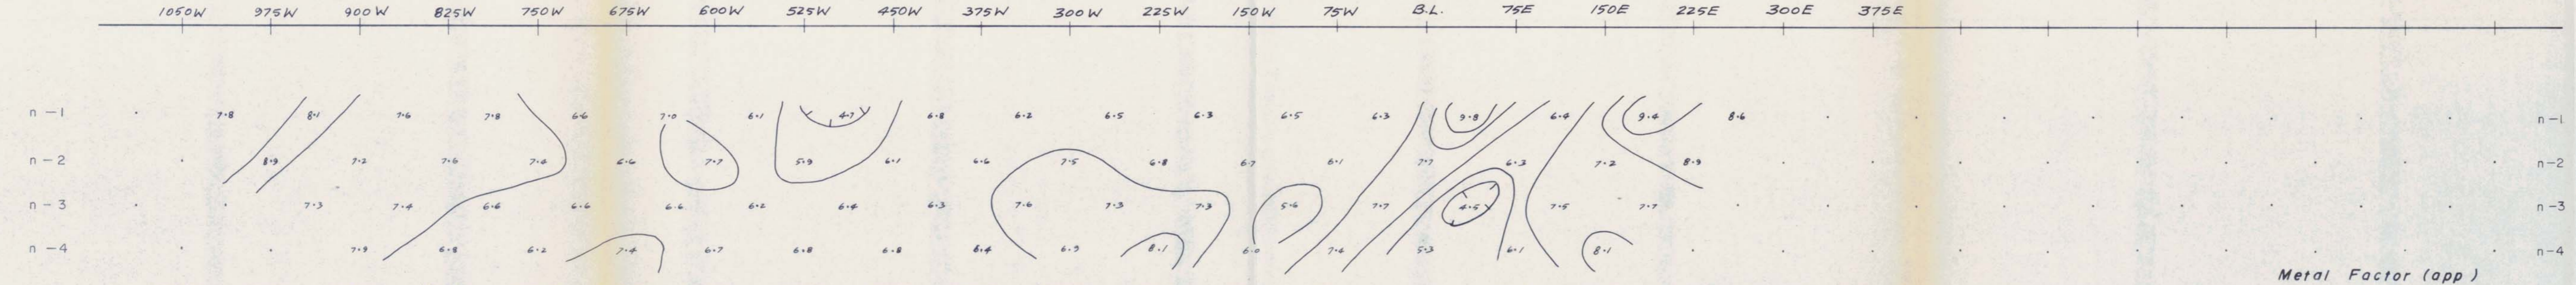 1050W 975W 900W 825W 750W 675W 600W 525W 450W 375W 300W 225W 150W 75W B.L. 75E 150E 225E 300E 375E
n-1 7.8 8.1 7.6 7.8 6.6 7.0 6.1 4.7 6.8 6.2 6.5 6.3 6.5 6.3 9.8 6.4 9.4 8.6 n-1
n-2 8.9 7.2 7.6 7.4 6.6 7.7 5.9 6.1 6.6 7.5 6.8 6.7 6.1 7.7 6.3 7.2 8.9 n-2
n-3 7.3 7.4 6.6 6.6 6.6 6.2 6.4 6.3 7.6 7.3 7.3 5.6 7.7 4.5 7.5 7.7 n-3
n-4 7.9 6.8 6.2 7.4 6.7 6.8 6.8 6.4 6.9 8.1 6.0 7.6 5.3 6.1 8.1 n-4
Metal Factor (app)